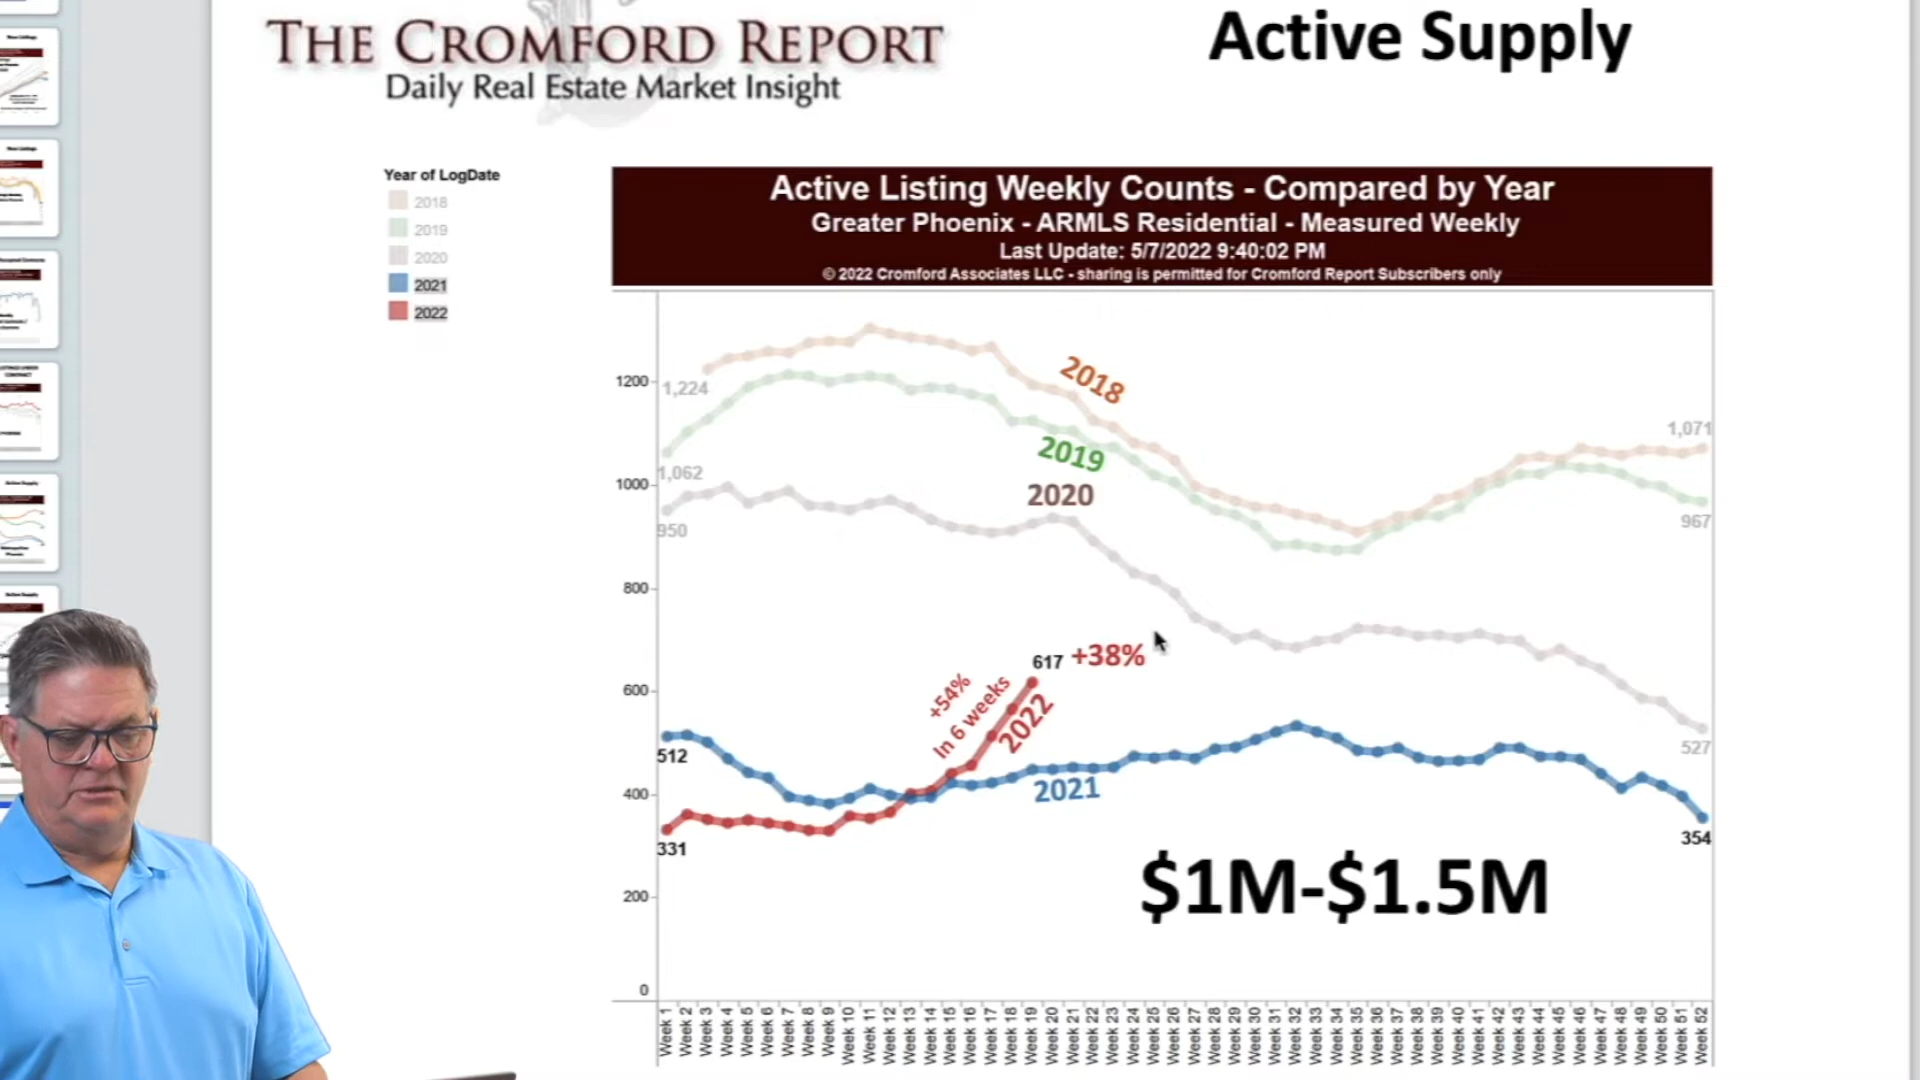 THE CROMFORD REPORT
Daily Real Estate Market Insight
Active Supply
Year of LogDate
2018
2019
2020
2021
2022
Active Listing Weekly Counts - Compared by Year
Greater Phoenix - ARMLS Residential - Measured Weekly
Last Update: 5/7/2022 9:40:02 PM
© 2022 Cromford Associates LLC - sharing is permitted for Cromford Report Subscribers only
1200
1000
800
600
400
200
0
1,224
1,062
950
512
331
2018
2019
2020
617 +38%
+54%
In 6 weeks
2022
2021
1,071
967
527
354
$1M-$1.5M
Week 1
Week 2
Week 3
Week 4
Week 5
Week 6
Week 7
Week 8
Week 9
Week 10
Week 11
Week 12
Week 13
Week 14
Week 15
Week 16
Week 17
Week 18
Week 19
Week 20
Week 21
Week 22
Week 23
Week 24
Week 25
Week 26
Week 27
Week 28
Week 29
Week 30
Week 31
Week 32
Week 33
Week 34
Week 35
Week 36
Week 37
Week 38
Week 39
Week 40
Week 41
Week 42
Week 43
Week 44
Week 45
Week 46
Week 47
Week 48
Week 49
Week 50
Week 51
Week 52